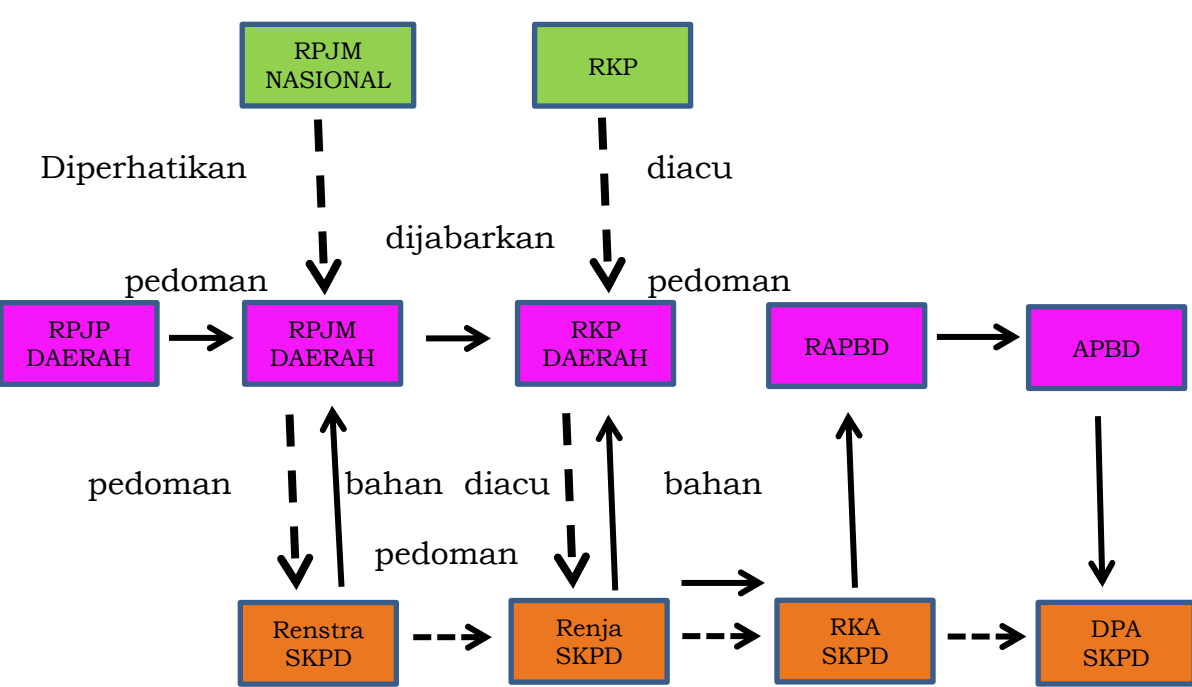 RPJM
NASIONAL
RKP
Diperhatikan
diacu
dijabarkan
pedoman
pedoman
RPJP
DAERAH
RPJM
DAERAH
RKP
DAERAH
RAPBD
APBD
pedoman
bahan
diacu
bahan
pedoman
Renstra
SKPD
Renja
SKPD
RKA
SKPD
DPA
SKPD